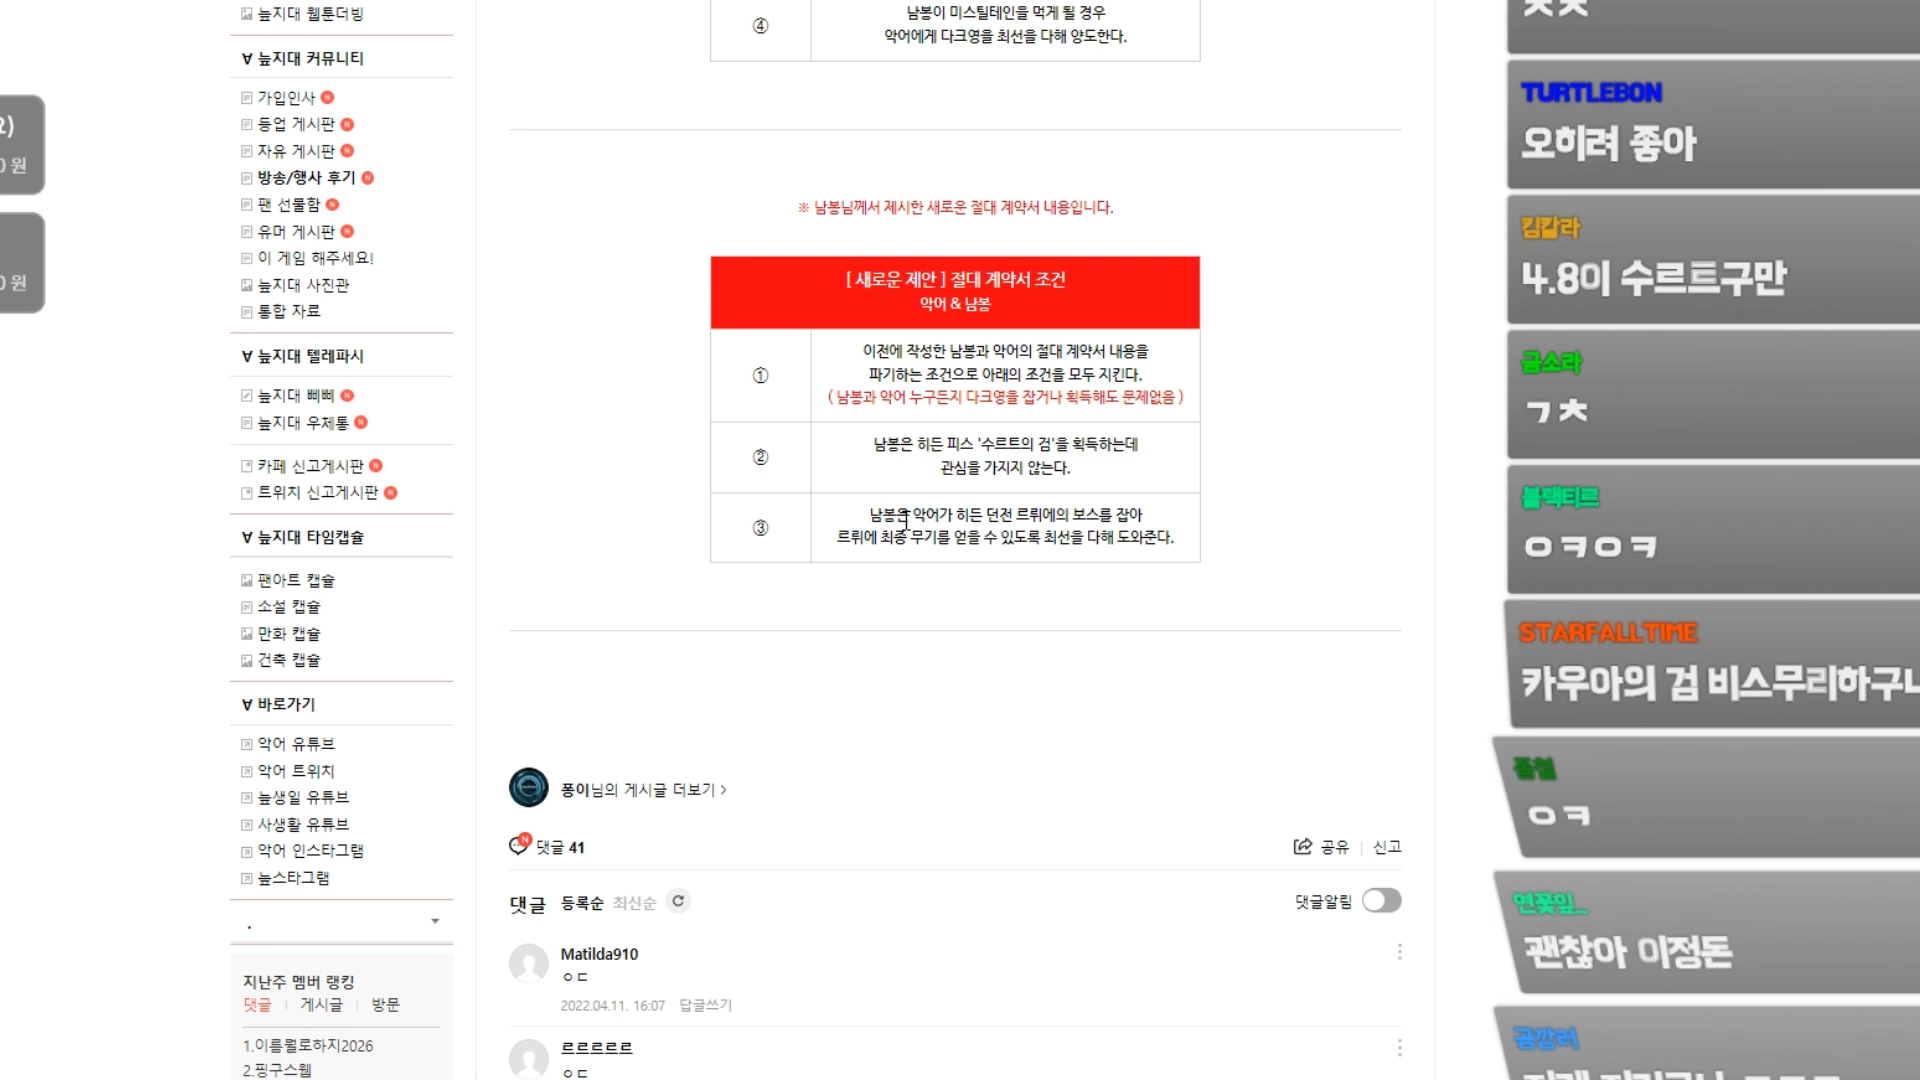 늪지대 웹툰더빙
∀ 늪지대 커뮤니티
가입인사 N
등업 게시판 N
자유 게시판 N
방송/행사 후기 N
팬 선물함 N
유머 게시판 N
이 게임 해주세요!
늪지대 사진관
통합 자료
∀ 늪지대 텔레파시
늪지대 삐삐 N
늪지대 우체통 N
카페 신고게시판 N
트위치 신고게시판 N
∀ 늪지대 타임캡슐
팬아트 캡슐
소설 캡슐
만화 캡슐
건축 캡슐
∀ 바로가기
악어 유튜브
악어 트위치
늪생일 유튜브
사생활 유튜브
악어 인스타그램
늪스타그램
.
지난주 멤버 랭킹
댓글 | 게시글 | 방문
1.이름뭘로하지2026
2.핑구스웹
0 원
0 원
④
남봉이 미스틸테인을 먹게 될 경우
악어에게 다크영을 최선을 다해 양도한다.
※ 남봉님께서 제시한 새로운 절대 계약서 내용입니다.
[ 새로운 제안 ] 절대 계약서 조건
악어 & 남봉
①
이전에 작성한 남봉과 악어의 절대 계약서 내용을
파기하는 조건으로 아래의 조건을 모두 지킨다.
( 남봉과 악어 누구든지 다크영을 잡거나 획득해도 문제없음 )
②
남봉은 히든 피스 '수르트의 검'을 획득하는데
관심을 가지지 않는다.
③
남봉은 악어가 히든 던전 르뤼에의 보스를 잡아
르뤼에 최종 무기를 얻을 수 있도록 최선을 다해 도와준다.
퐁이님의 게시글 더보기 >
N 댓글 41
공유 | 신고
댓글 등록순 최신순
댓글알림
Matilda910
ㅇㄷ
2022.04.11. 16:07 답글쓰기
르르르르르
ㅇㄷ
ㅊㅊ
TURTLEBON
오히려 좋아
킴칼라
4.8이 수르트구만
금소라
ㄱㅊ
블랙티르
ㅇㅋㅇㅋ
STARFALLTIME
카우아의 검 비스무리하구나
ㅇㅋ
연꽃잎_
괜찮아 이정돈